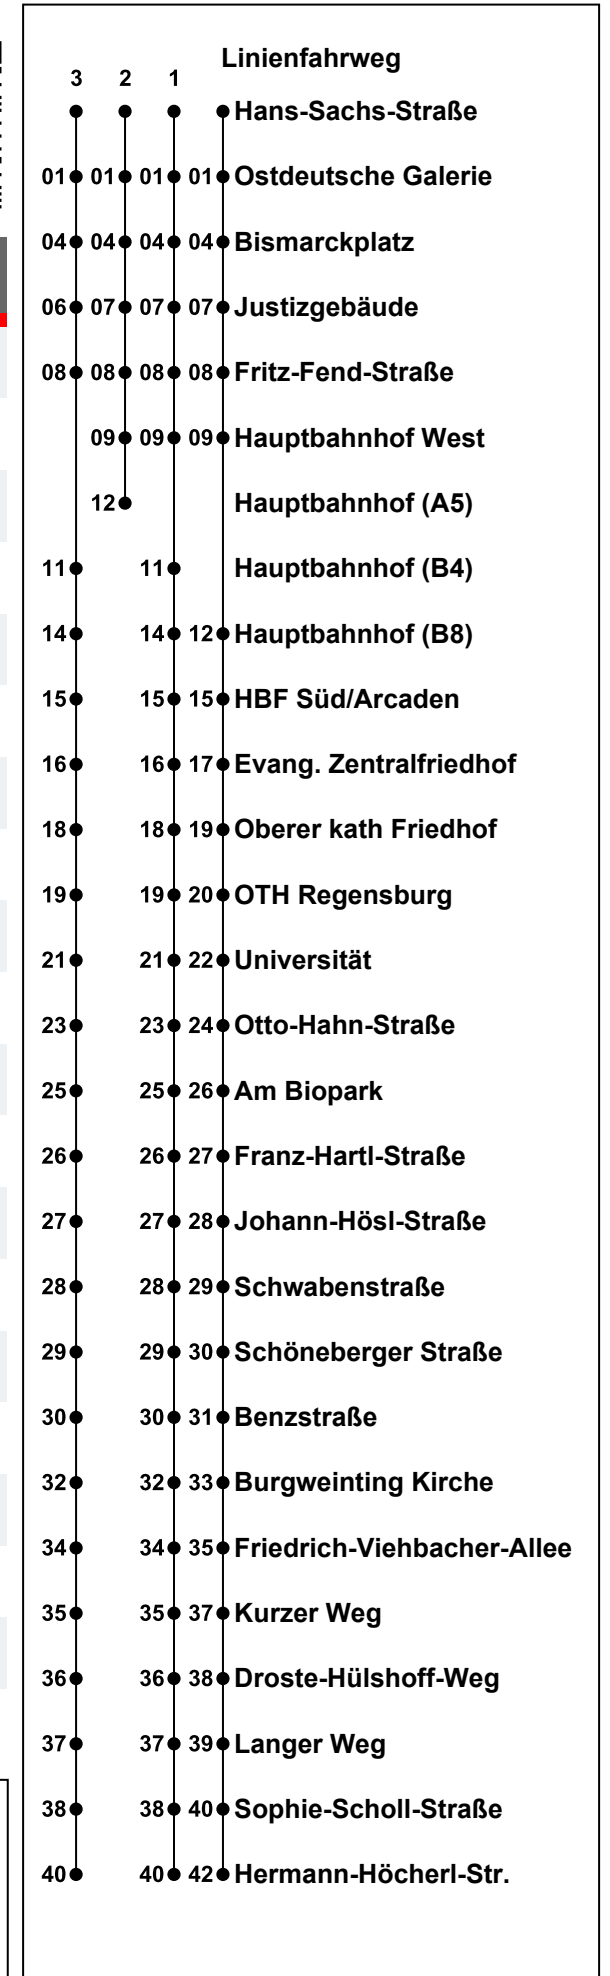 Linienfahrweg
3 2 1
Hans-Sachs-Straße
01 01 01 01 Ostdeutsche Galerie
04 04 04 04 Bismarckplatz
06 07 07 07 Justizgebäude
08 08 08 08 Fritz-Fend-Straße
09 09 09 Hauptbahnhof West
12 Hauptbahnhof (A5)
11 11 Hauptbahnhof (B4)
14 14 12 Hauptbahnhof (B8)
15 15 15 HBF Süd/Arcaden
16 16 17 Evang. Zentralfriedhof
18 18 19 Oberer kath Friedhof
19 19 20 OTH Regensburg
21 21 22 Universität
23 23 24 Otto-Hahn-Straße
25 25 26 Am Biopark
26 26 27 Franz-Hartl-Straße
27 27 28 Johann-Hösl-Straße
28 28 29 Schwabenstraße
29 29 30 Schöneberger Straße
30 30 31 Benzstraße
32 32 33 Burgweinting Kirche
34 34 35 Friedrich-Viehbacher-Allee
35 35 37 Kurzer Weg
36 36 38 Droste-Hülshoff-Weg
37 37 39 Langer Weg
38 38 40 Sophie-Scholl-Straße
40 40 42 Hermann-Höcherl-Str.